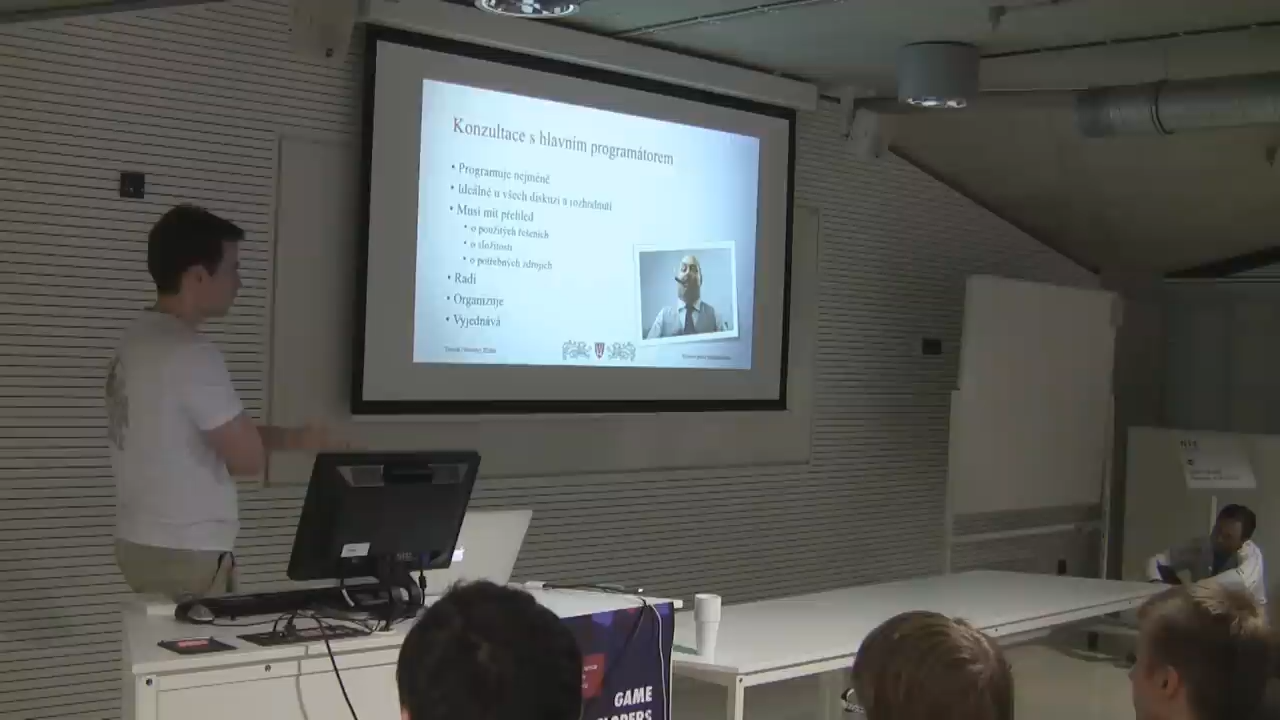 Konzultace s hlavním programátorem
• Programuje nejméně
• Ideálně u všech diskuzí a rozhodnutí
• Musí mít přehled
• o použitých řešeních
• o složitosti
• o potřebných zdrojích
• Radí
• Organizuje
• Vyjednává
GAME